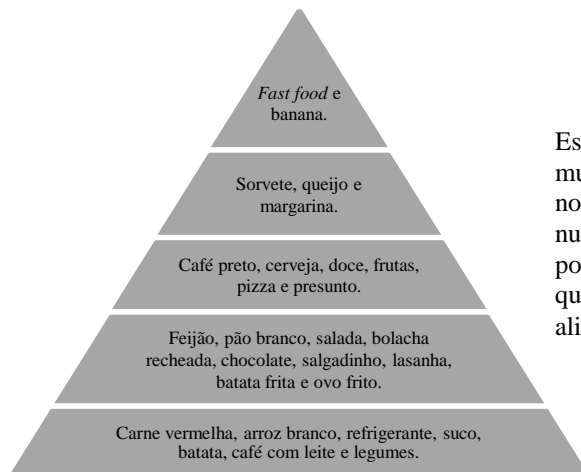 Fast food e
banana.
Sorvete, queijo e
margarina.
Café preto, cerveja, doce, frutas,
pizza e presunto.
Feijão, pão branco, salada, bolacha
recheada, chocolate, salgadinho, lasanha,
batata frita e ovo frito.
Carne vermelha, arroz branco, refrigerante, suco,
batata, café com leite e legumes.
Es
mu
no
nu
po
qu
ali